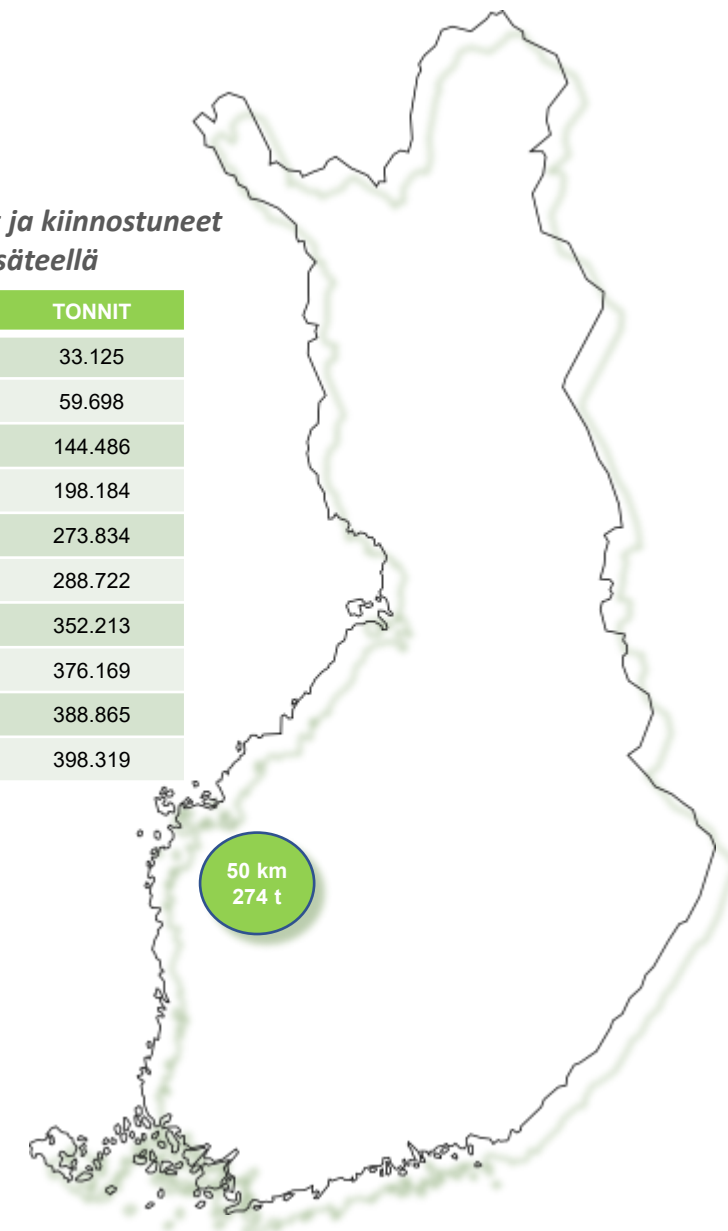 ja kiinnostuneet
säteellä
TONNIT
33.125
59.698
144.486
198.184
273.834
288.722
352.213
376.169
388.865
398.319
50 km
274 t